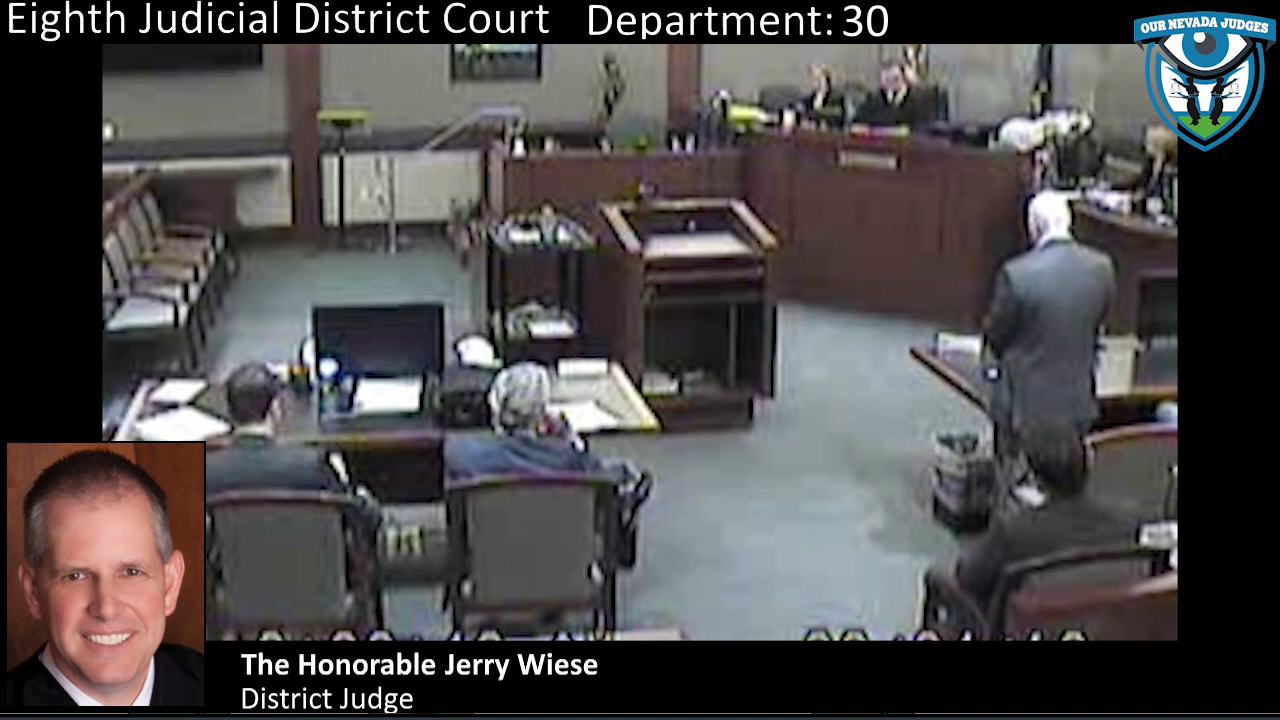 Eighth Judicial District Court Department: 30
OUR NEVADA JUDGES
The Honorable Jerry Wiese
District Judge